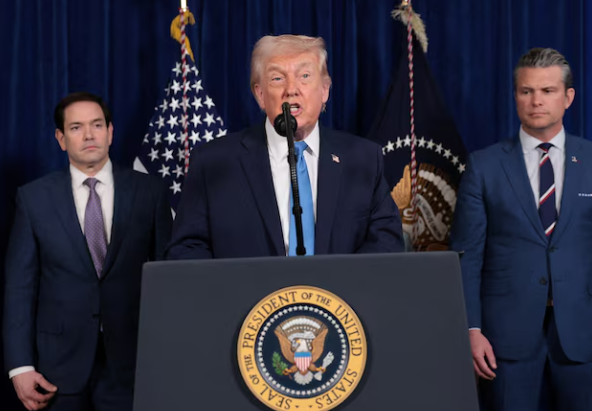 SEAL OF THE PRESIDENT OF THE UNITED STATES